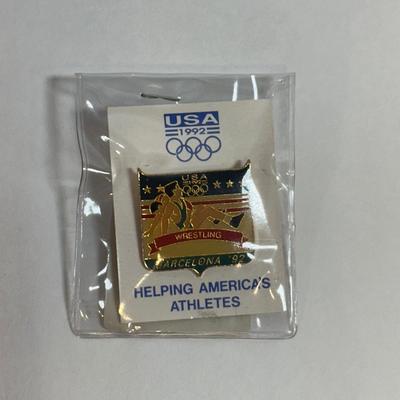 USA
1992
USA
WRESTLING
BARCELONA '92
HELPING AMERICA'S
ATHLETES